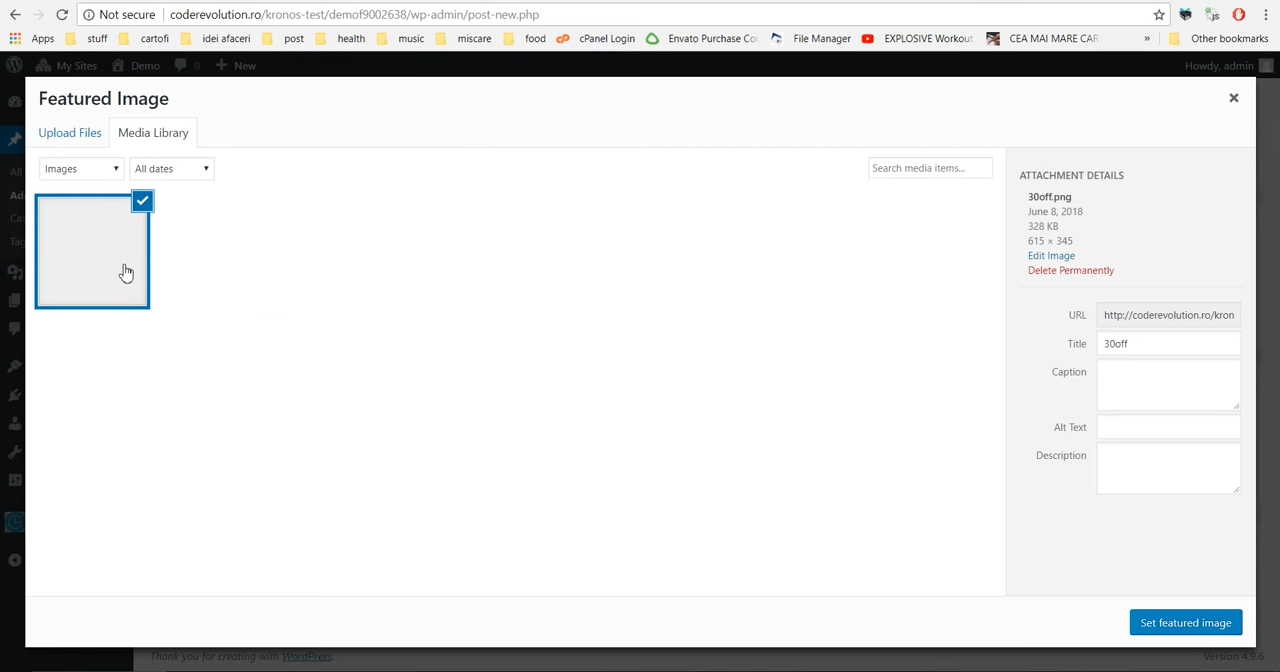 Not secure coderevolution.ro/kronos-test/demof9002638/wp-admin/post-new.php
Apps stuff cartofi idei afaceri post health music miscare food cPanel Login Envato Purchase Co File Manager EXPLOSIVE Workout CEA MAI MARE CAR » Other bookmarks
My Sites Demo 0 New Howdy, admin
Featured Image
Upload Files Media Library
Images All dates Search media items...
ATTACHMENT DETAILS
30off.png
June 8, 2018
328 KB
615 × 345
Edit Image
Delete Permanently
URL http://coderevolution.ro/kron
Title 30off
Caption
Alt Text
Description
All
Ad
Ca
Tag
Set featured image
Thank you for creating with WordPress. Version 4.9.6